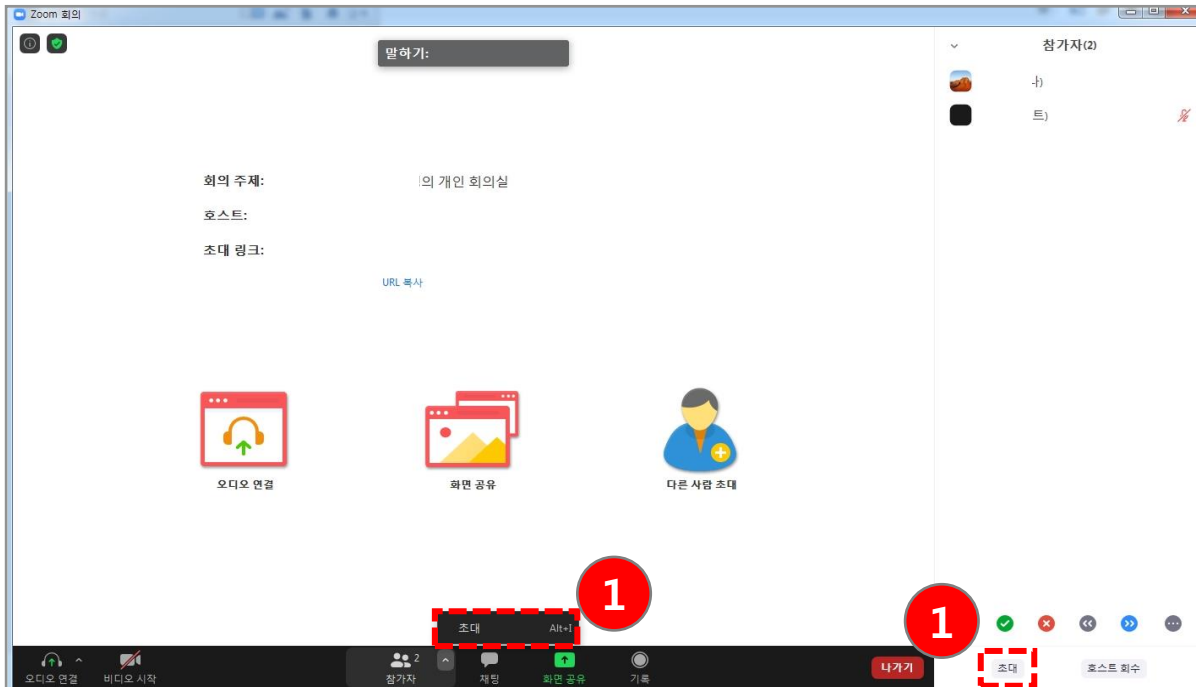 Zoom 회의
말하기:
참가자(2)
트)
회의 주제:
의 개인 회의실
호스트:
초대 링크:
URL 복사
오디오 연결
화면 공유
다른 사람 초대
1
초대 Alt+I
1
오디오 연결
비디오 시작
2
참가자
채팅
화면 공유
기록
나가기
초대
호스트 회수